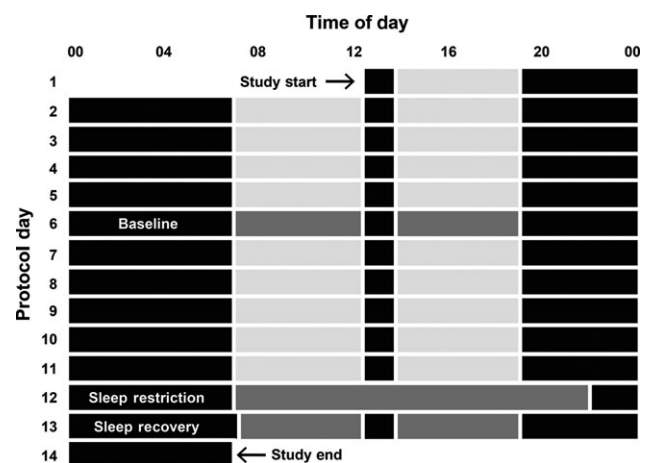 Time of day
00 04 08 12 16 20 00
Protocol day
1 Study start →
2
3
4
5
6 Baseline
7
8
9
10
11
12 Sleep restriction
13 Sleep recovery
14 ← Study end